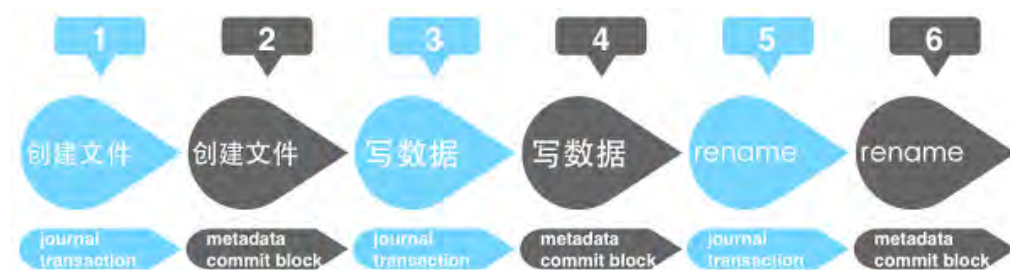 1 2 3 4 5 6
创建文件 创建文件 写数据 写数据 rename rename
journal metadata journal metadata journal metadata
transaction commit block transaction commit block transaction commit block